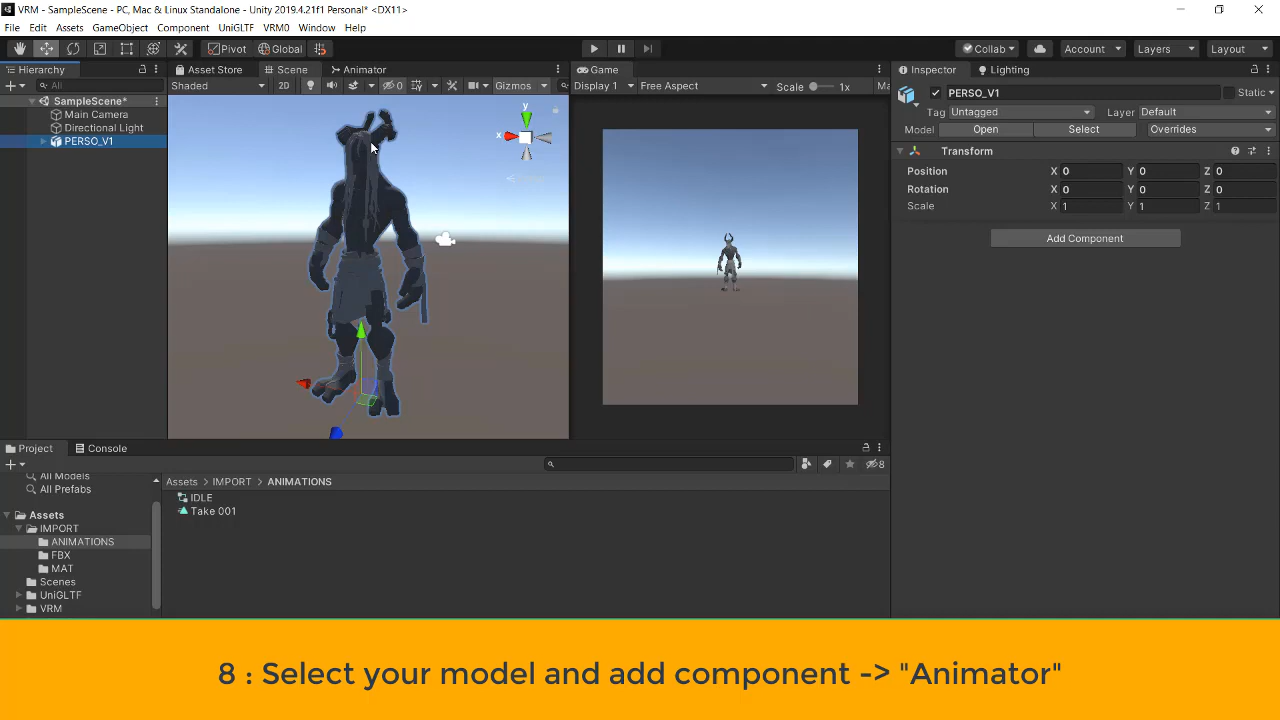 VRM - SampleScene - PC, Mac & Linux Standalone - Unity 2019.4.21f1 Personal* <DX11>
File Edit Assets GameObject Component UniGLTF VRM0 Window Help
Pivot Global Collab Account Layers Layout
Hierarchy Asset Store Scene Animator Game Inspector Lighting
All Shaded 2D 0 Gizmos Display 1 Free Aspect Scale 1x Ma
SampleScene*
Main Camera
Directional Light
PERSO_V1
y
x
PERSO_V1 Static
Tag Untagged Layer Default
Model Open Select Overrides
Transform
Position X 0 Y 0 Z 0
Rotation X 0 Y 0 Z 0
Scale X 1 Y 1 Z 1
Add Component
Project Console
8
All Models
All Prefabs
Assets
IMPORT
ANIMATIONS
FBX
MAT
Scenes
UniGLTF
VRM
Assets > IMPORT > ANIMATIONS
IDLE
Take 001
8 : Select your model and add component -> "Animator"